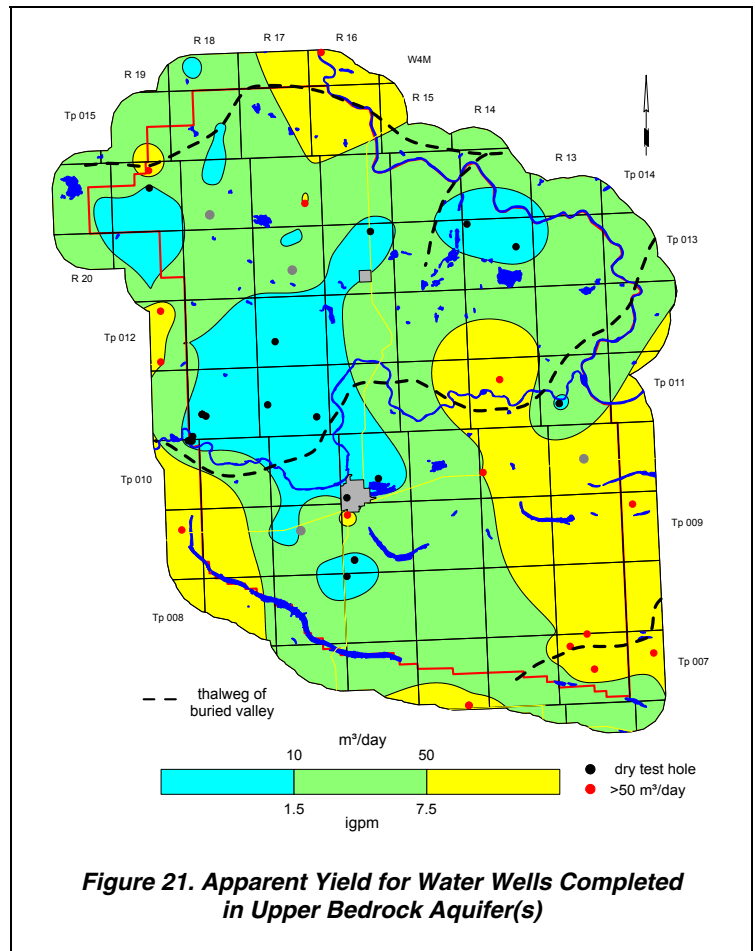 R 16
R 17
R 18
W4M
R 19
R 15
Tp 015
R 14
R 13
Tp 014
Tp 013
R 20
Tp 012
Tp 011
Tp 010
Tp 009
Tp 008
Tp 007
thalweg of
buried valley
m³/day
10 50
dry test hole
>50 m³/day
1.5 7.5
igpm
Figure 21. Apparent Yield for Water Wells Completed
in Upper Bedrock Aquifer(s)